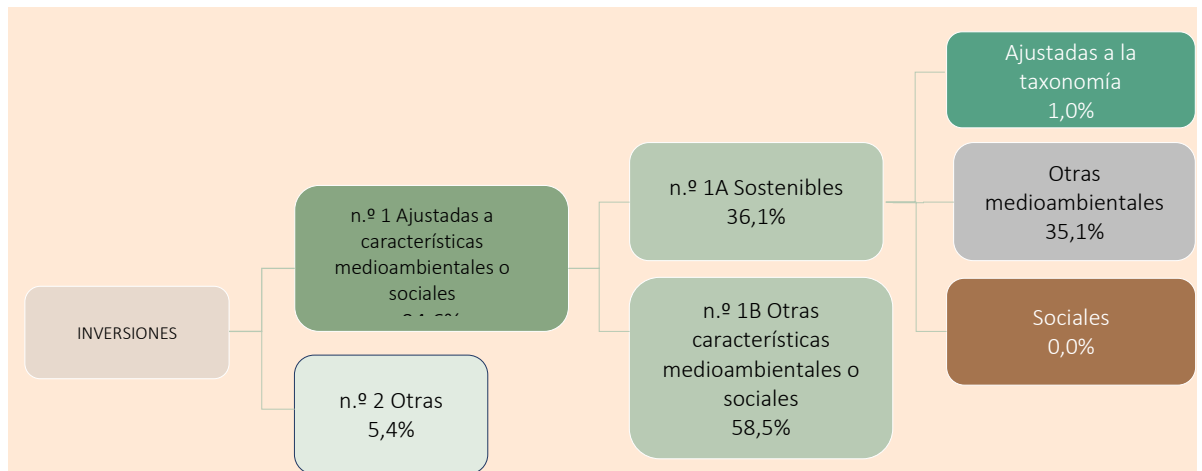 INVERSIONES
n.º 1 Ajustadas a
características
medioambientales o
sociales
n.º 2 Otras
5,4%
n.º 1A Sostenibles
36,1%
n.º 1B Otras
características
medioambientales o
sociales
58,5%
Ajustadas a la
taxonomía
1,0%
Otras
medioambientales
35,1%
Sociales
0,0%